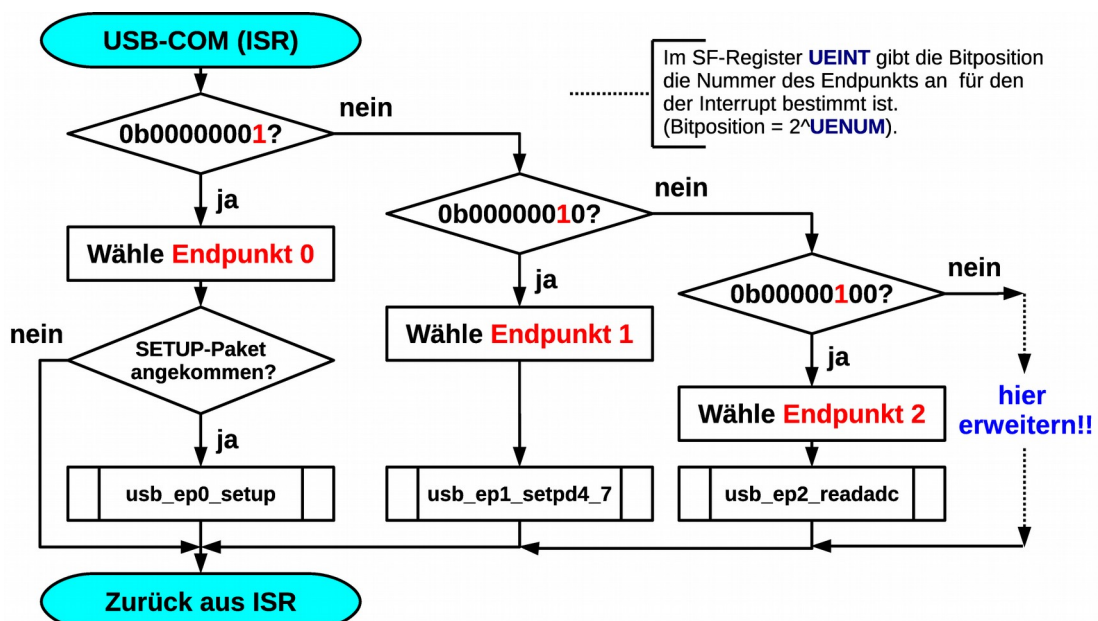 USB-COM (ISR)
Im SF-Register UEINT gibt die Bitposition
die Nummer des Endpunkts an für den
der Interrupt bestimmt ist.
(Bitposition = 2^UENUM).
nein
0b00000001?
ja
nein
0b00000010?
Wähle Endpunkt 0
ja
nein
0b00000100?
nein
SETUP-Paket
angekommen?
Wähle Endpunkt 1
ja
hier
erweitern!!
Wähle Endpunkt 2
ja
usb_ep0_setup
usb_ep1_setpd4_7
usb_ep2_readadc
Zurück aus ISR